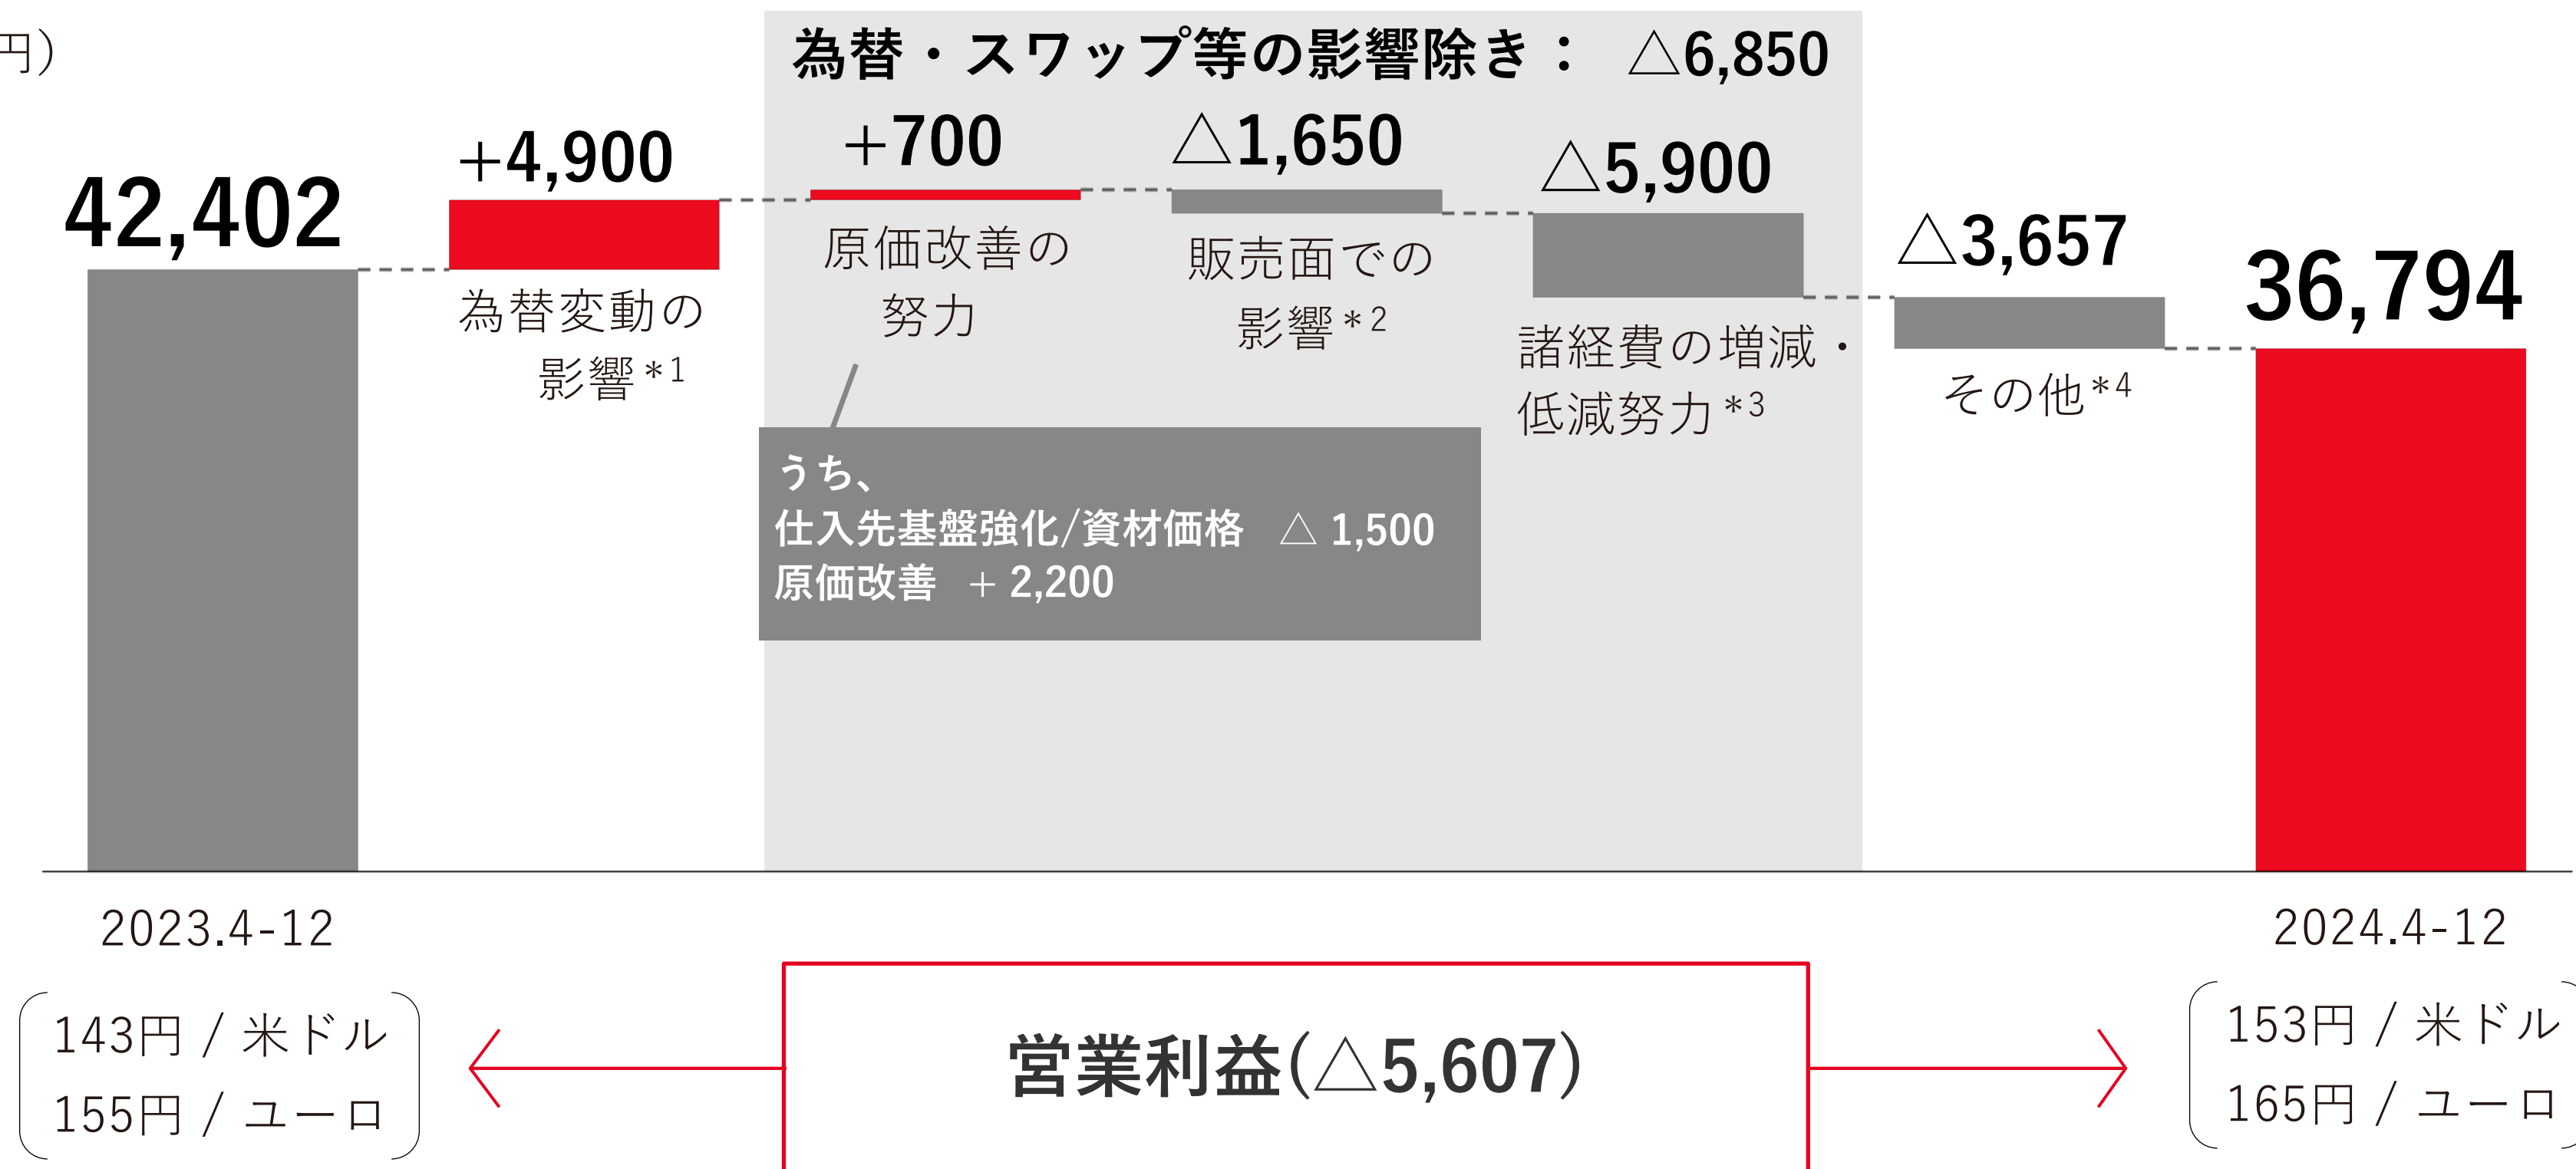 円)
為替・スワップ等の影響除き： △6,850
42,402
+4,900
為替変動の
影響*1
+700
原価改善の
努力
△1,650
販売面での
影響*2
△5,900
諸経費の増減・
低減努力*3
△3,657
その他*4
36,794
うち、
仕入先基盤強化/資材価格 △ 1,500
原価改善 + 2,200
2023.4-12
2024.4-12
143円 / 米ドル
155円 / ユーロ
営業利益(△5,607)
153円 / 米ドル
165円 / ユーロ